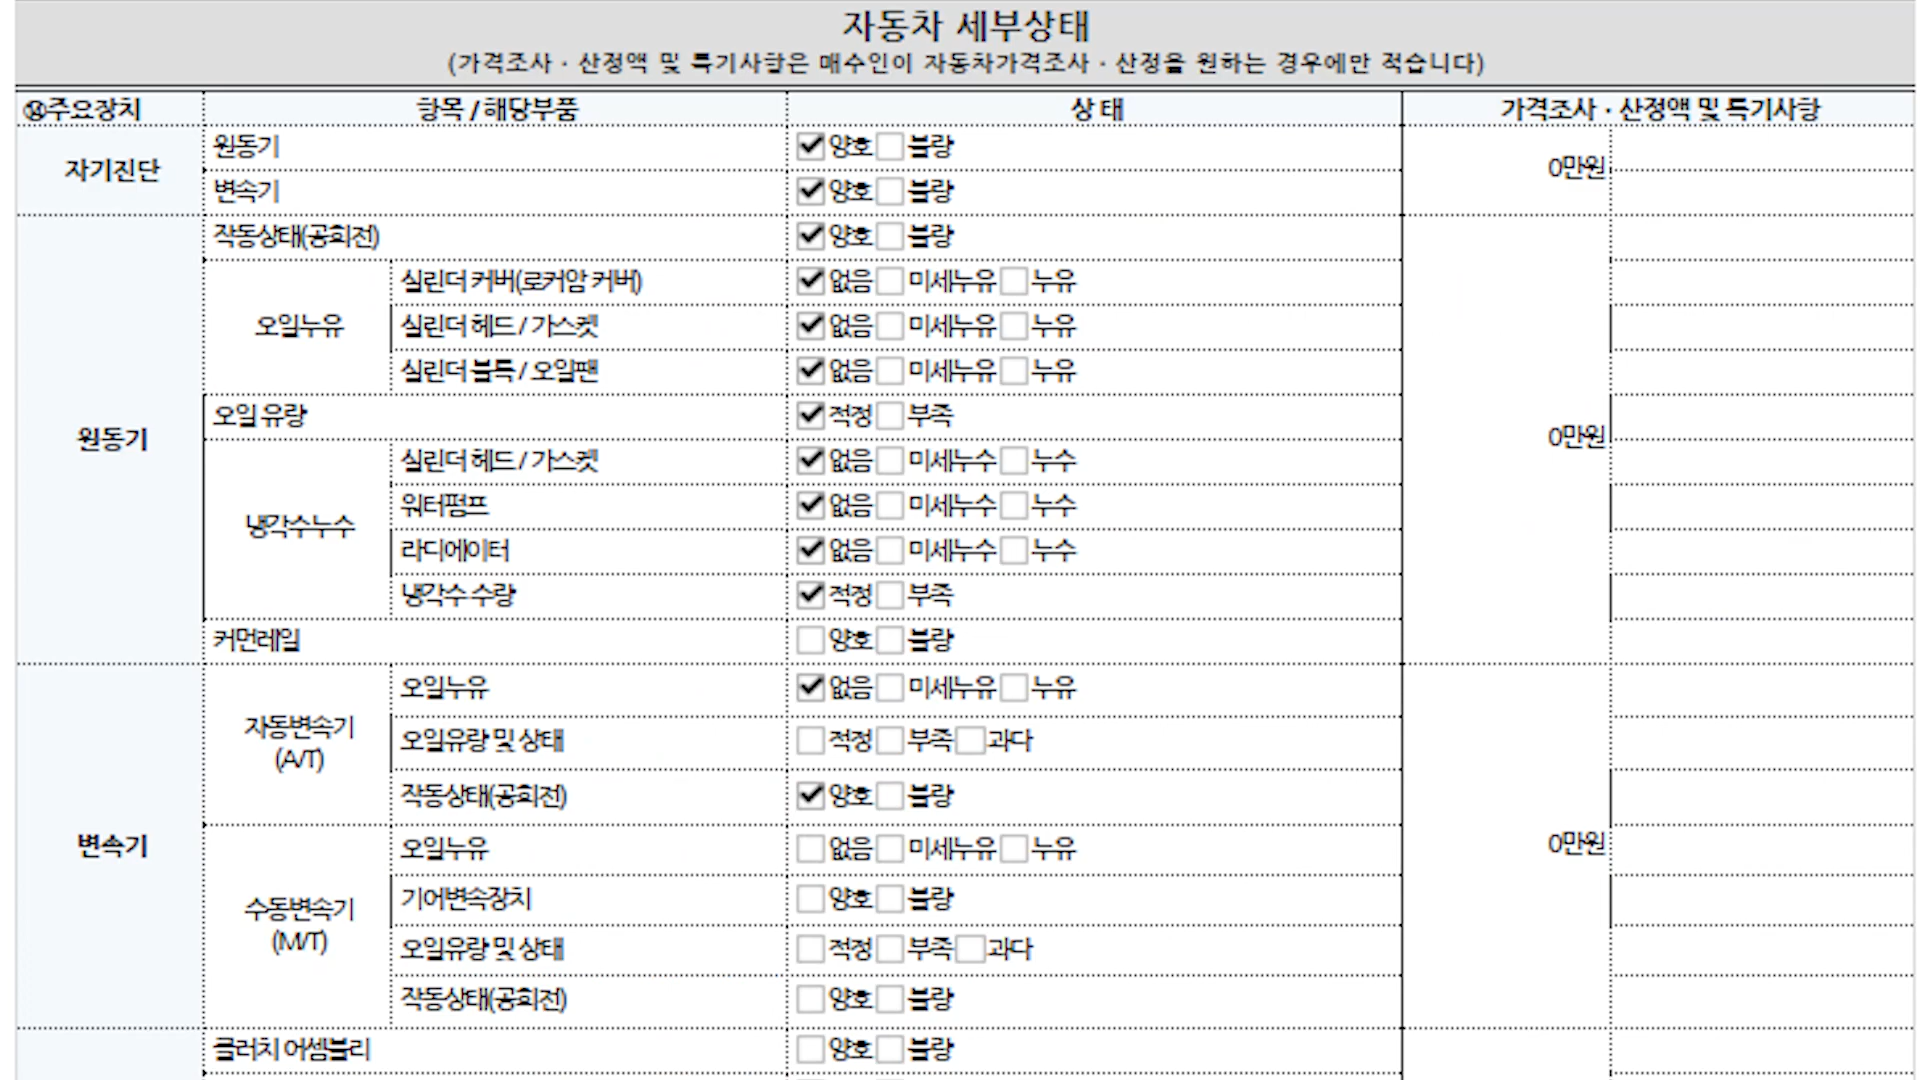 자동차 세부상태
(가격조사 · 산정액 및 특기사항은 매수인이 자동차가격조사 · 산정을 원하는 경우에만 적습니다)
⑭주요장치 항목 / 해당부품 상 태 가격조사 · 산정액 및 특기사항
자기진단 0만원
원동기 양호 불량
변속기 양호 불량
원동기 0만원
작동상태(공회전) 양호 불량
오일누유
실린더 커버(로커암 커버) 없음 미세누유 누유
실린더 헤드 / 가스켓 없음 미세누유 누유
실린더 블록 / 오일팬 없음 미세누유 누유
오일 유량 적정 부족
냉각수누수
실린더 헤드 / 가스켓 없음 미세누수 누수
워터펌프 없음 미세누수 누수
라디에이터 없음 미세누수 누수
냉각수 수량 적정 부족
커먼레일 양호 불량
변속기 0만원
자동변속기
(A/T)
오일누유 없음 미세누유 누유
오일유량 및 상태 적정 부족 과다
작동상태(공회전) 양호 불량
수동변속기
(M/T)
오일누유 없음 미세누유 누유
기어변속장치 양호 불량
오일유량 및 상태 적정 부족 과다
작동상태(공회전) 양호 불량
클러치 어셈블리 양호 불량